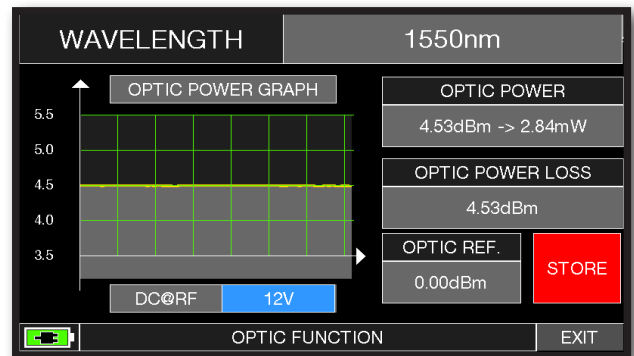 WAVELENGTH 1550nm
OPTIC POWER GRAPH
OPTIC POWER
4.53dBm -> 2.84mW
5.5
5.0
4.5
4.0
3.5
OPTIC POWER LOSS
4.53dBm
OPTIC REF.
0.00dBm
STORE
DC@RF 12V
OPTIC FUNCTION EXIT